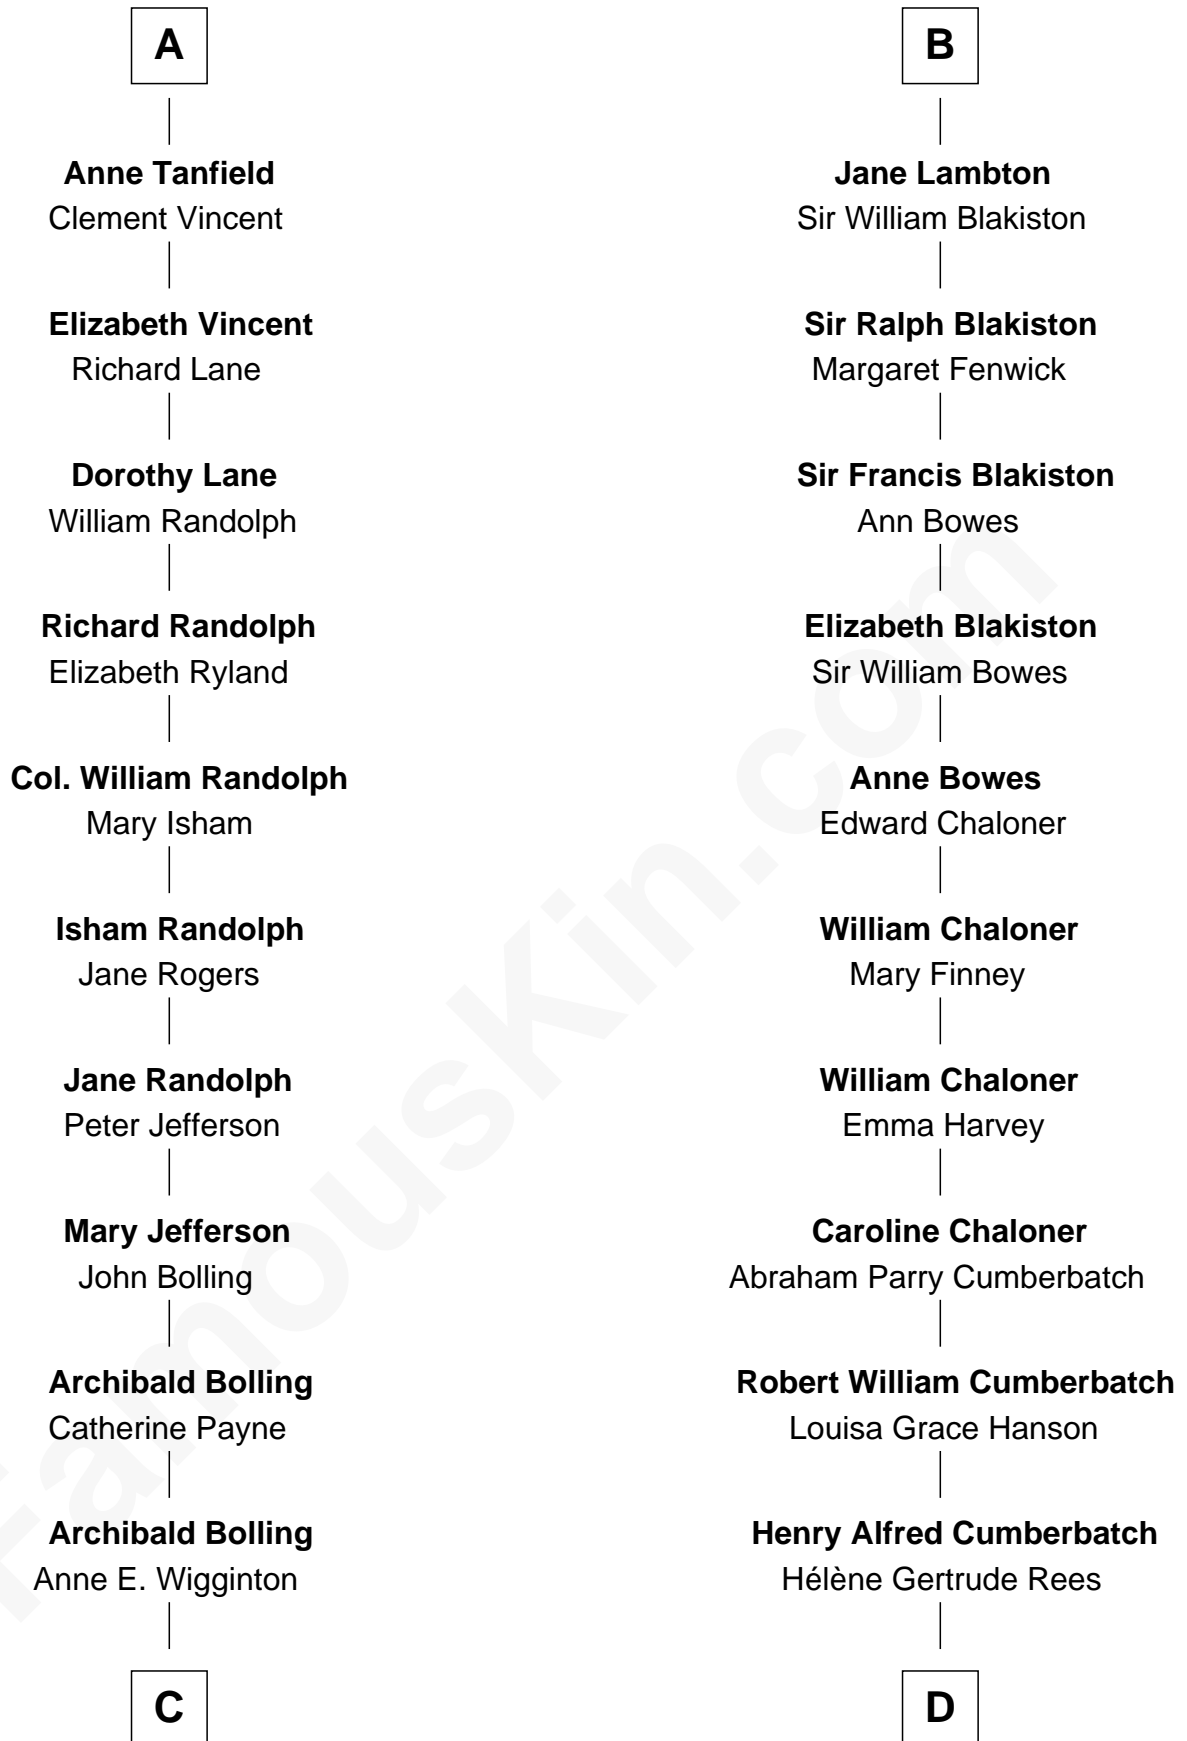 A
Anne Tanfield
Clement Vincent
Elizabeth Vincent
Richard Lane
Dorothy Lane
William Randolph
Richard Randolph
Elizabeth Ryland
Col. William Randolph
Mary Isham
Isham Randolph
Jane Rogers
Jane Randolph
Peter Jefferson
Mary Jefferson
John Bolling
Archibald Bolling
Catherine Payne
Archibald Bolling
Anne E. Wigginton
C
B
Jane Lambton
Sir William Blakiston
Sir Ralph Blakiston
Margaret Fenwick
Sir Francis Blakiston
Ann Bowes
Elizabeth Blakiston
Sir William Bowes
Anne Bowes
Edward Chaloner
William Chaloner
Mary Finney
William Chaloner
Emma Harvey
Caroline Chaloner
Abraham Parry Cumberbatch
Robert William Cumberbatch
Louisa Grace Hanson
Henry Alfred Cumberbatch
Hélène Gertrude Rees
D
FamousKin.com